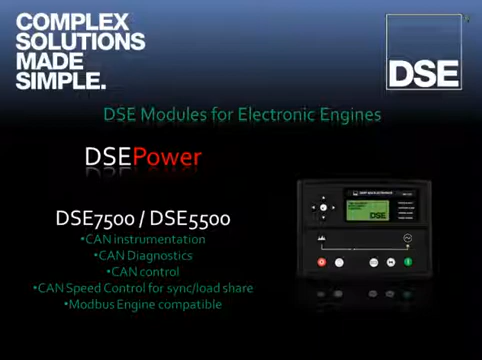 COMPLEX
SOLUTIONS
MADE
SIMPLE.
DSE
DSE Modules for Electronic Engines
DSEPower
DSE7500 / DSE5500
•CAN instrumentation
•CAN Diagnostics
•CAN control
•CAN Speed Control for sync/load share
•Modbus Engine compatible
DSE